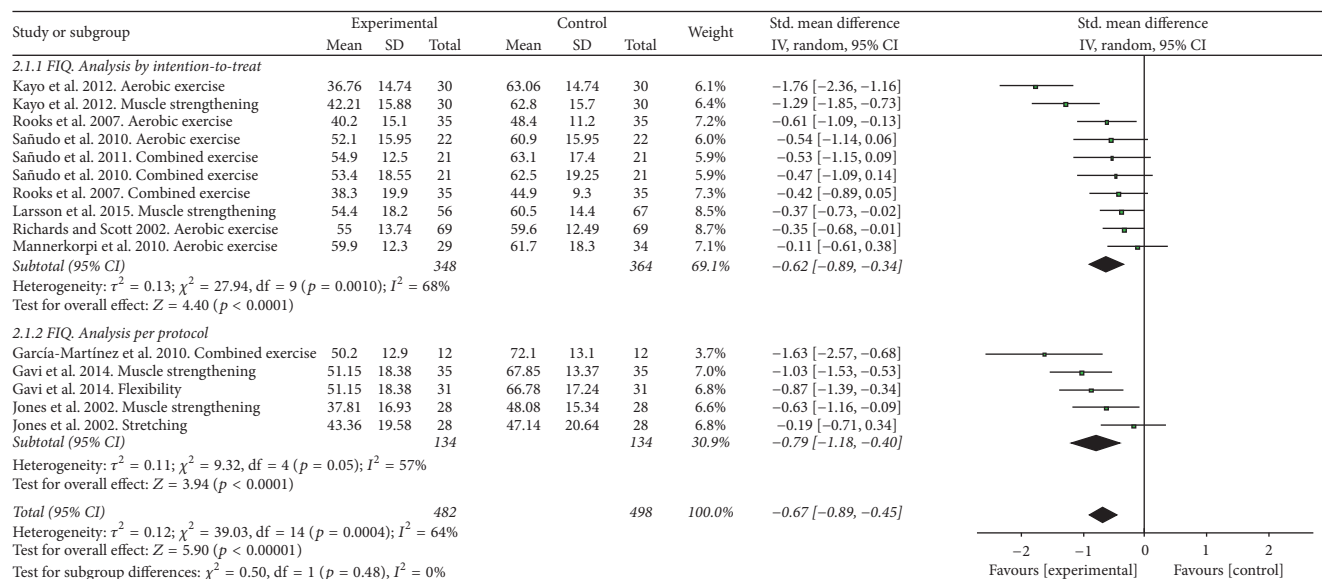 Study or subgroup Experimental Control Weight Std. mean difference Std. mean difference
Mean SD Total Mean SD Total IV, random, 95% CI IV, random, 95% CI
2.1.1 FIQ. Analysis by intention-to-treat
Kayo et al. 2012. Aerobic exercise 36.76 14.74 30 63.06 14.74 30 6.1% −1.76 [−2.36, −1.16]
Kayo et al. 2012. Muscle strengthening 42.21 15.88 30 62.8 15.7 30 6.4% −1.29 [−1.85, −0.73]
Rooks et al. 2007. Aerobic exercise 40.2 15.1 35 48.4 11.2 35 7.2% −0.61 [−1.09, −0.13]
Sañudo et al. 2010. Aerobic exercise 52.1 15.95 22 60.9 15.95 22 6.0% −0.54 [−1.14, 0.06]
Sañudo et al. 2011. Combined exercise 54.9 12.5 21 63.1 17.4 21 5.9% −0.53 [−1.15, 0.09]
Sañudo et al. 2010. Combined exercise 53.4 18.55 21 62.5 19.25 21 5.9% −0.47 [−1.09, 0.14]
Rooks et al. 2007. Combined exercise 38.3 19.9 35 44.9 9.3 35 7.3% −0.42 [−0.89, 0.05]
Larsson et al. 2015. Muscle strengthening 54.4 18.2 56 60.5 14.4 67 8.5% −0.37 [−0.73, −0.02]
Richards and Scott 2002. Aerobic exercise 55 13.74 69 59.6 12.49 69 8.7% −0.35 [−0.68, −0.01]
Mannerkorpi et al. 2010. Aerobic exercise 59.9 12.3 29 61.7 18.3 34 7.1% −0.11 [−0.61, 0.38]
Subtotal (95% CI) 348 364 69.1% −0.62 [−0.89, −0.34]
Heterogeneity: τ² = 0.13; χ² = 27.94, df = 9 (p = 0.0010); I² = 68%
Test for overall effect: Z = 4.40 (p < 0.0001)
2.1.2 FIQ. Analysis per protocol
García-Martínez et al. 2010. Combined exercise 50.2 12.9 12 72.1 13.1 12 3.7% −1.63 [−2.57, −0.68]
Gavi et al. 2014. Muscle strengthening 51.15 18.38 35 67.85 13.37 35 7.0% −1.03 [−1.53, −0.53]
Gavi et al. 2014. Flexibility 51.15 18.38 31 66.78 17.24 31 6.8% −0.87 [−1.39, −0.34]
Jones et al. 2002. Muscle strengthening 37.81 16.93 28 48.08 15.34 28 6.6% −0.63 [−1.16, −0.09]
Jones et al. 2002. Stretching 43.36 19.58 28 47.14 20.64 28 6.8% −0.19 [−0.71, 0.34]
Subtotal (95% CI) 134 134 30.9% −0.79 [−1.18, −0.40]
Heterogeneity: τ² = 0.11; χ² = 9.32, df = 4 (p = 0.05); I² = 57%
Test for overall effect: Z = 3.94 (p < 0.0001)
Total (95% CI) 482 498 100.0% −0.67 [−0.89, −0.45]
Heterogeneity: τ² = 0.12; χ² = 39.03, df = 14 (p = 0.0004); I² = 64%
Test for overall effect: Z = 5.90 (p < 0.00001) −2 −1 0 1 2
Test for subgroup differences: χ² = 0.50, df = 1 (p = 0.48), I² = 0% Favours [experimental] Favours [control]